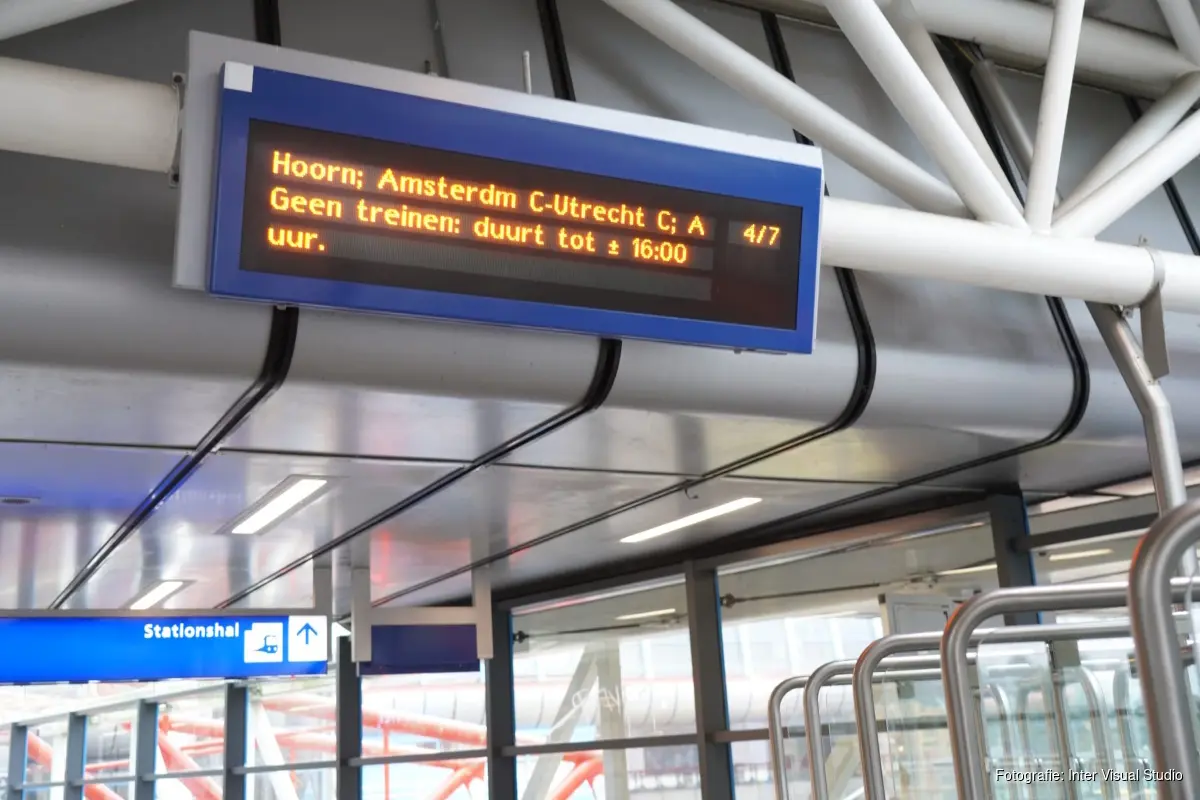 Hoorn; Amsterdm C-Utrecht C; A
4/7
Geen treinen: duurt tot ± 16:00
uur.
Stationshal
Fotografie: Inter Visual Studio